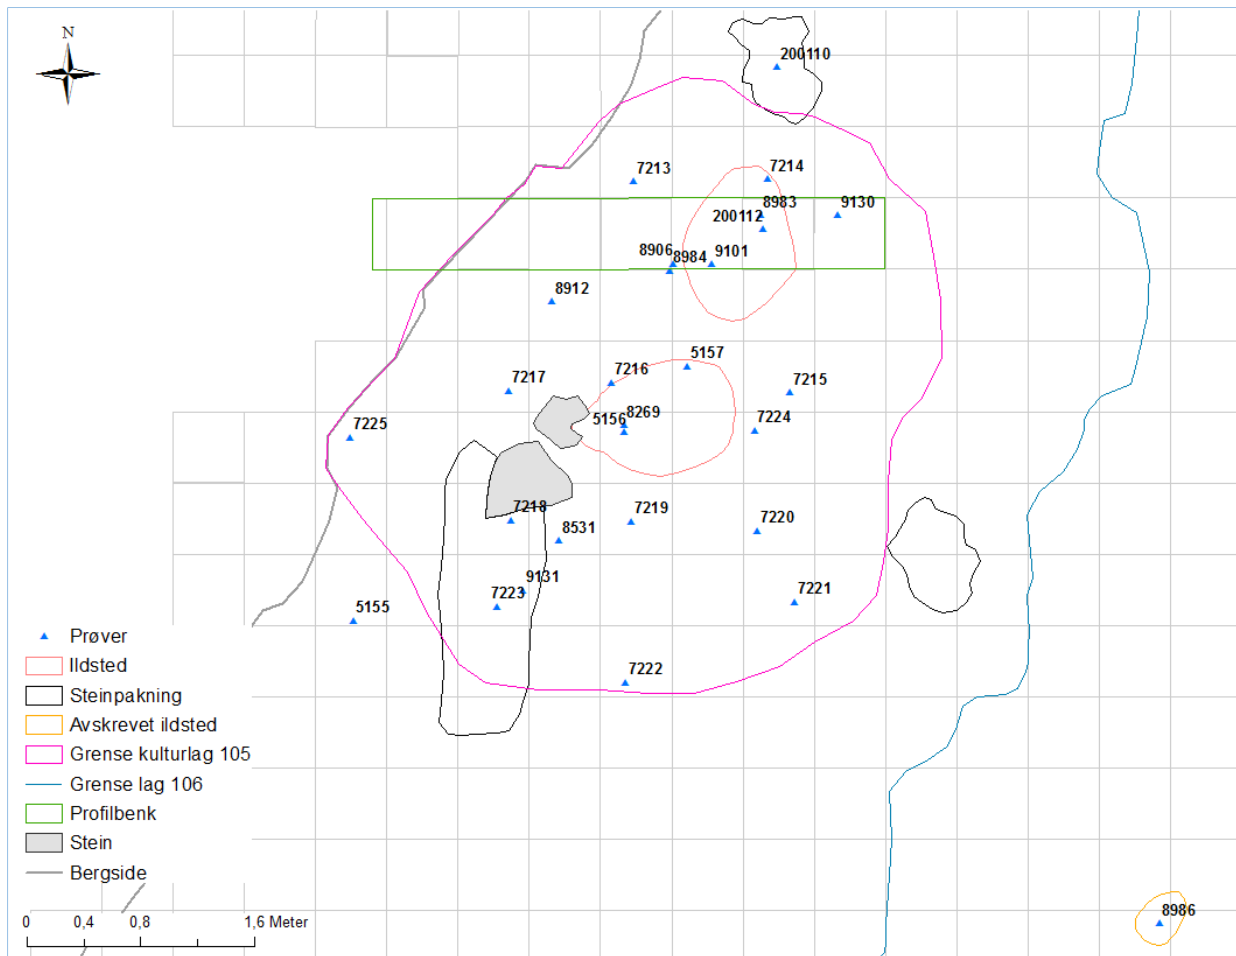 N
200110
7213
7214
8983
9130
200112
8906
8984
9101
8912
5157
7216
7217
7215
5156
8269
7224
7225
7218
7219
7220
8531
9131
7223
7221
5155
7222
Prøver
Ildsted
Steinpakning
Avskrevet ildsted
Grense kulturlag 105
Grense lag 106
Profilbenk
Stein
Bergside
0 0,4 0,8 1,6 Meter
8986